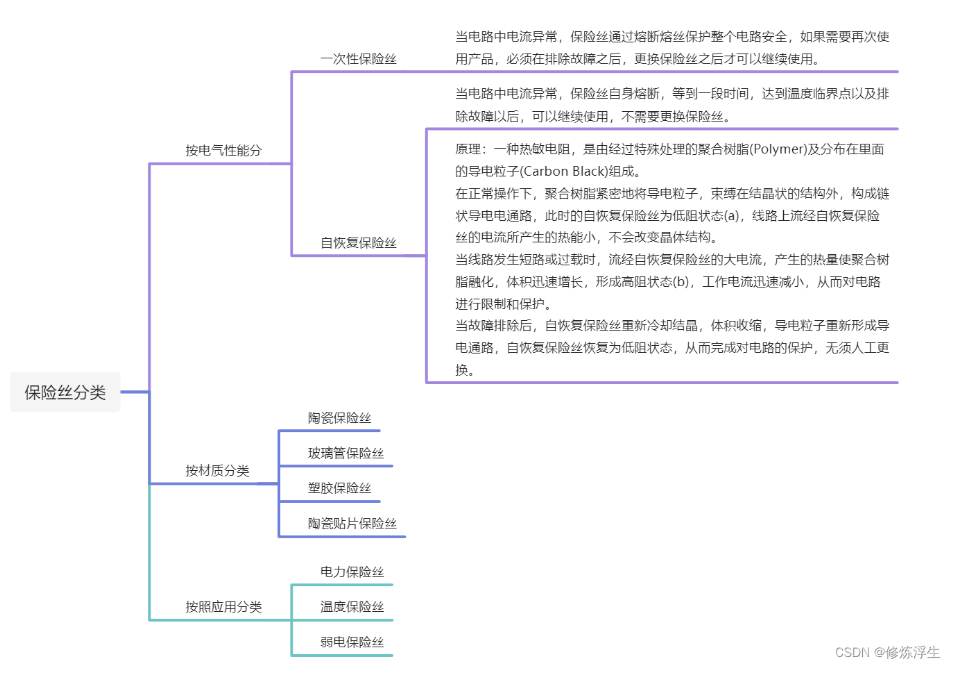 保险丝分类
按电气性能分
一次性保险丝
当电路中电流异常，保险丝通过熔断熔丝保护整个电路安全，如果需要再次使
用产品，必须在排除故障之后，更换保险丝之后才可以继续使用。
自恢复保险丝
当电路中电流异常，保险丝自身熔断，等到一段时间，达到温度临界点以及排
除故障以后，可以继续使用，不需要更换保险丝。
原理：一种热敏电阻，是由经过特殊处理的聚合树脂(Polymer)及分布在里面
的导电粒子(Carbon Black)组成。
在正常操作下，聚合树脂紧密地将导电粒子，束缚在结晶状的结构外，构成链
状导电电通路，此时的自恢复保险丝为低阻状态(a)，线路上流经自恢复保险
丝的电流所产生的热能小，不会改变晶体结构。
当线路发生短路或过载时，流经自恢复保险丝的大电流，产生的热量使聚合树
脂融化，体积迅速增长，形成高阻状态(b)，工作电流迅速减小，从而对电路
进行限制和保护。
当故障排除后，自恢复保险丝重新冷却结晶，体积收缩，导电粒子重新形成导
电通路，自恢复保险丝恢复为低阻状态，从而完成对电路的保护，无须人工更
换。
按材质分类
陶瓷保险丝
玻璃管保险丝
塑胶保险丝
陶瓷贴片保险丝
按照应用分类
电力保险丝
温度保险丝
弱电保险丝
CSDN @修炼浮生